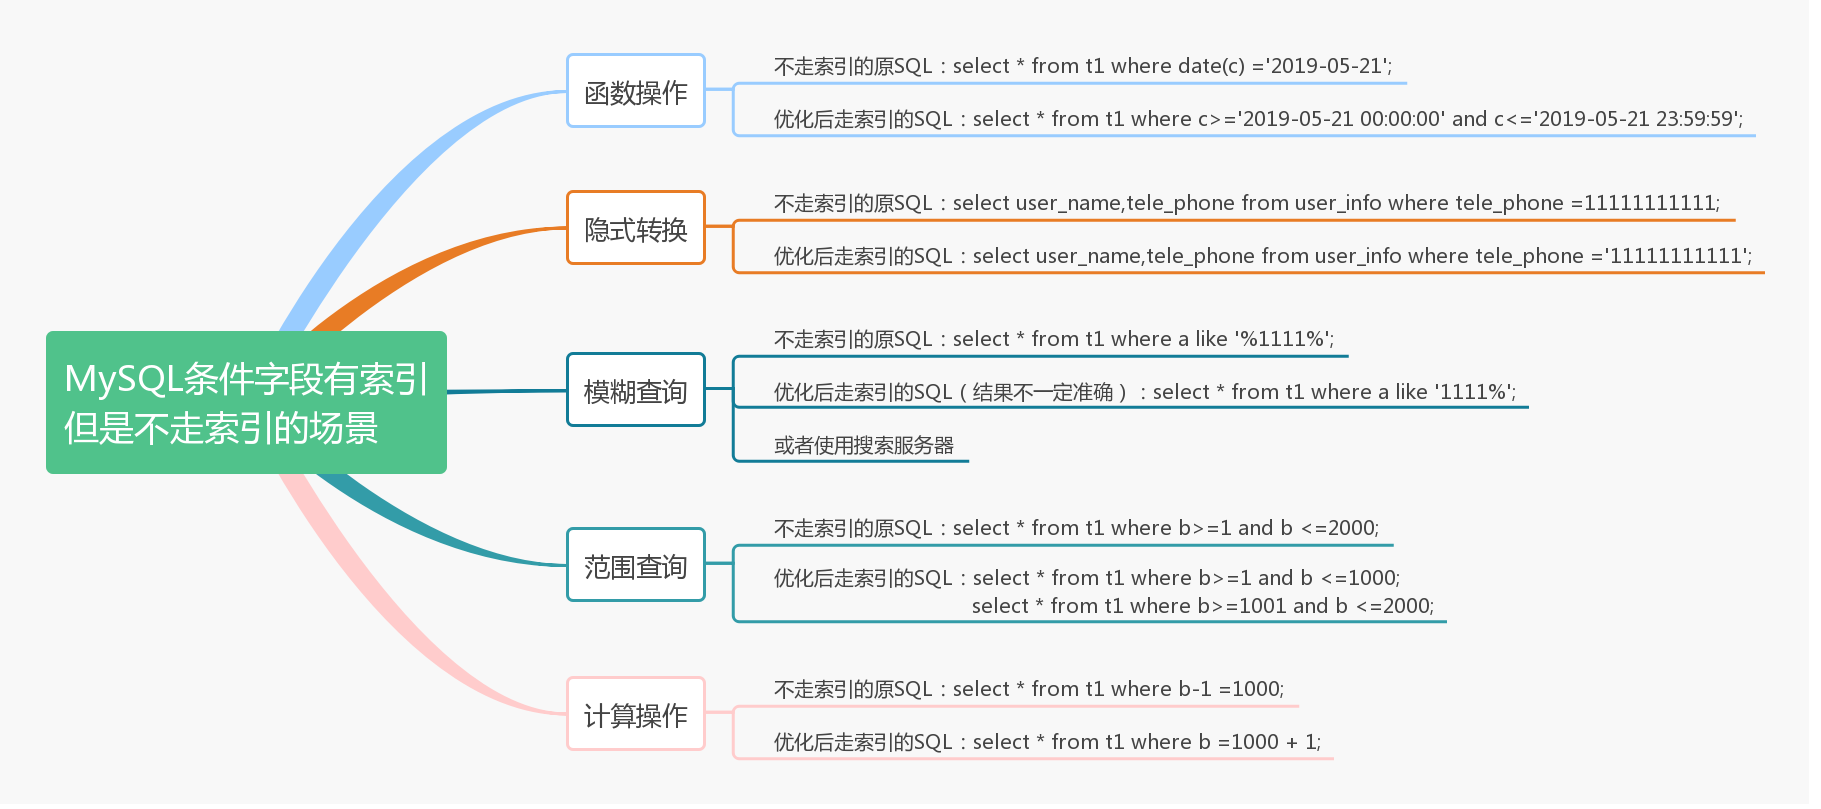 MySQL条件字段有索引
但是不走索引的场景
函数操作
不走索引的原SQL：select * from t1 where date(c) ='2019-05-21';
优化后走索引的SQL：select * from t1 where c>='2019-05-21 00:00:00' and c<='2019-05-21 23:59:59';
隐式转换
不走索引的原SQL：select user_name,tele_phone from user_info where tele_phone =11111111111;
优化后走索引的SQL：select user_name,tele_phone from user_info where tele_phone ='11111111111';
模糊查询
不走索引的原SQL：select * from t1 where a like '%1111%';
优化后走索引的SQL（结果不一定准确）：select * from t1 where a like '1111%';
或者使用搜索服务器
范围查询
不走索引的原SQL：select * from t1 where b>=1 and b <=2000;
优化后走索引的SQL：select * from t1 where b>=1 and b <=1000;
select * from t1 where b>=1001 and b <=2000;
计算操作
不走索引的原SQL：select * from t1 where b-1 =1000;
优化后走索引的SQL：select * from t1 where b =1000 + 1;